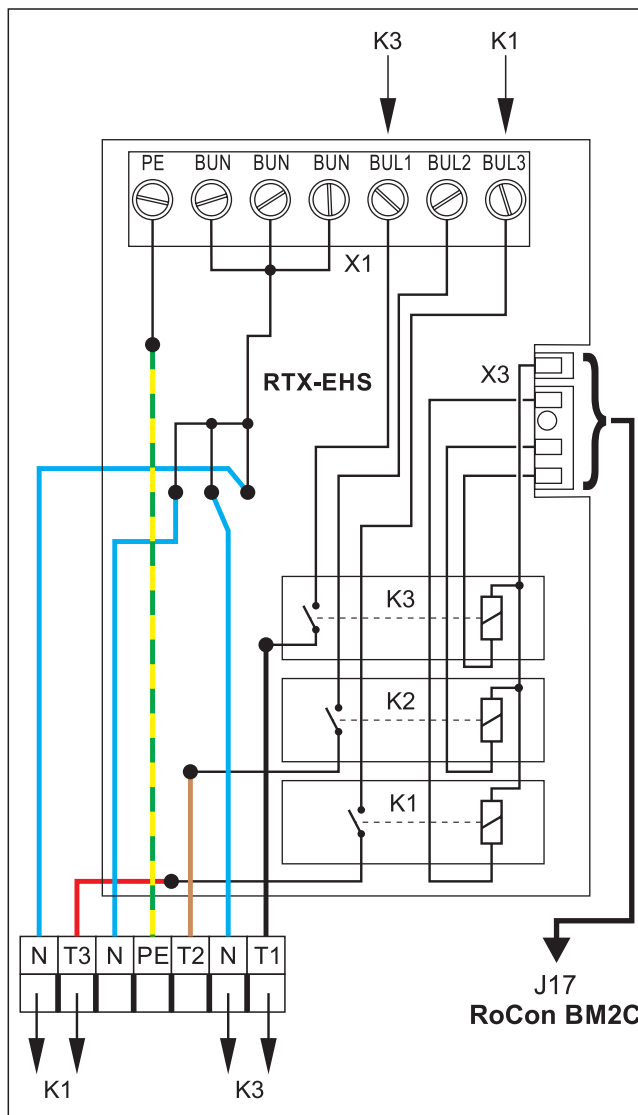 K3 K1
PE BUN BUN BUN BUL1 BUL2 BUL3
X1
X3
RTX-EHS
K3
K2
K1
N T3 N PE T2 N T1
J17
RoCon BM2C
K1 K3